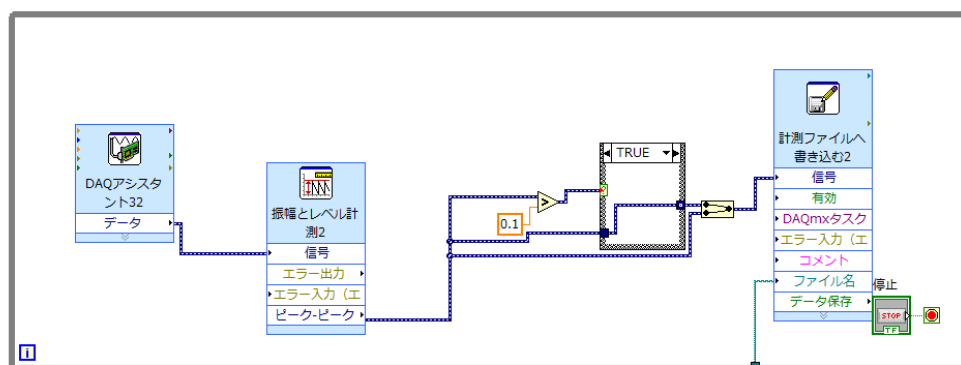 DAQアシスタ
ント32
データ
振幅とレベル計
測2
信号
エラー出力
エラー入力（エ
ピーク-ピーク
>
0.1
TRUE
?
計測ファイルへ
書き込む2
信号
有効
DAQmxタスク
エラー入力（エ
コメント
ファイル名
データ保存
停止
STOP
TF
i